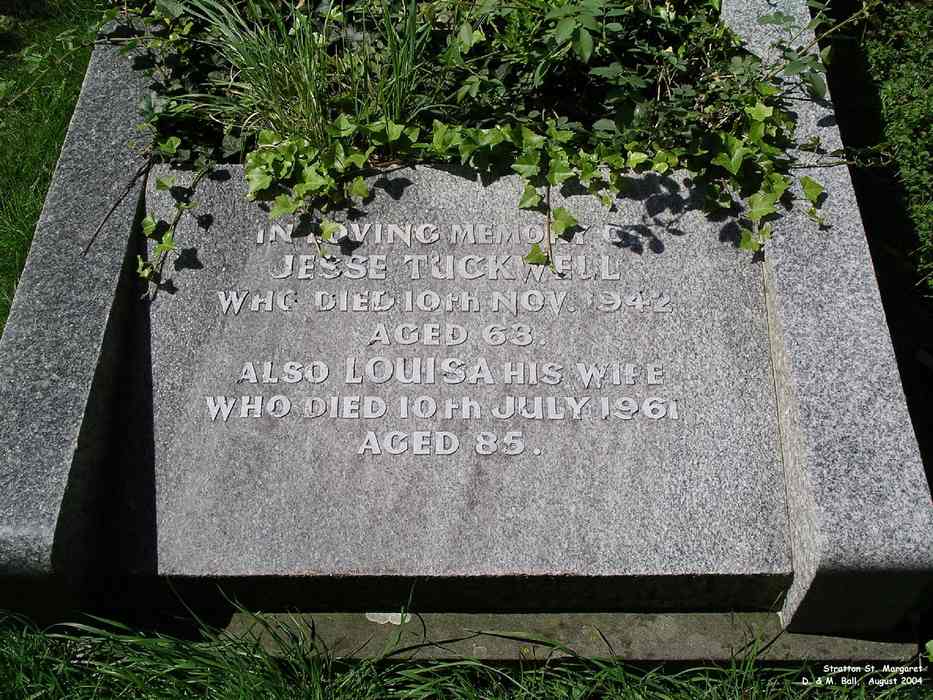 IN LOVING MEMORY OF
JESSE TUCKWELL
WHO DIED 10TH NOV. 1942
AGED 63.
ALSO LOUISA HIS WIFE
WHO DIED 10TH JULY 1961
AGED 85.
Stratton St. Margaret
D. & M. Ball, August 2004